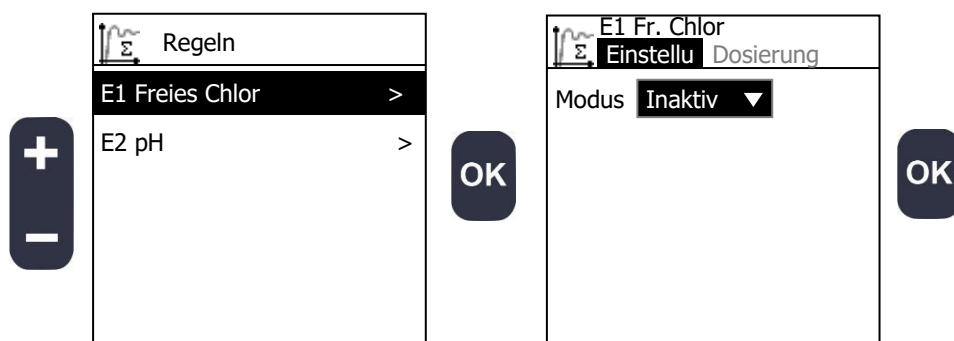 +
−
Σ Regeln
E1 Freies Chlor >
E2 pH >
OK
E1 Fr. Chlor
Σ Einstellu Dosierung
Modus Inaktiv ▼
OK